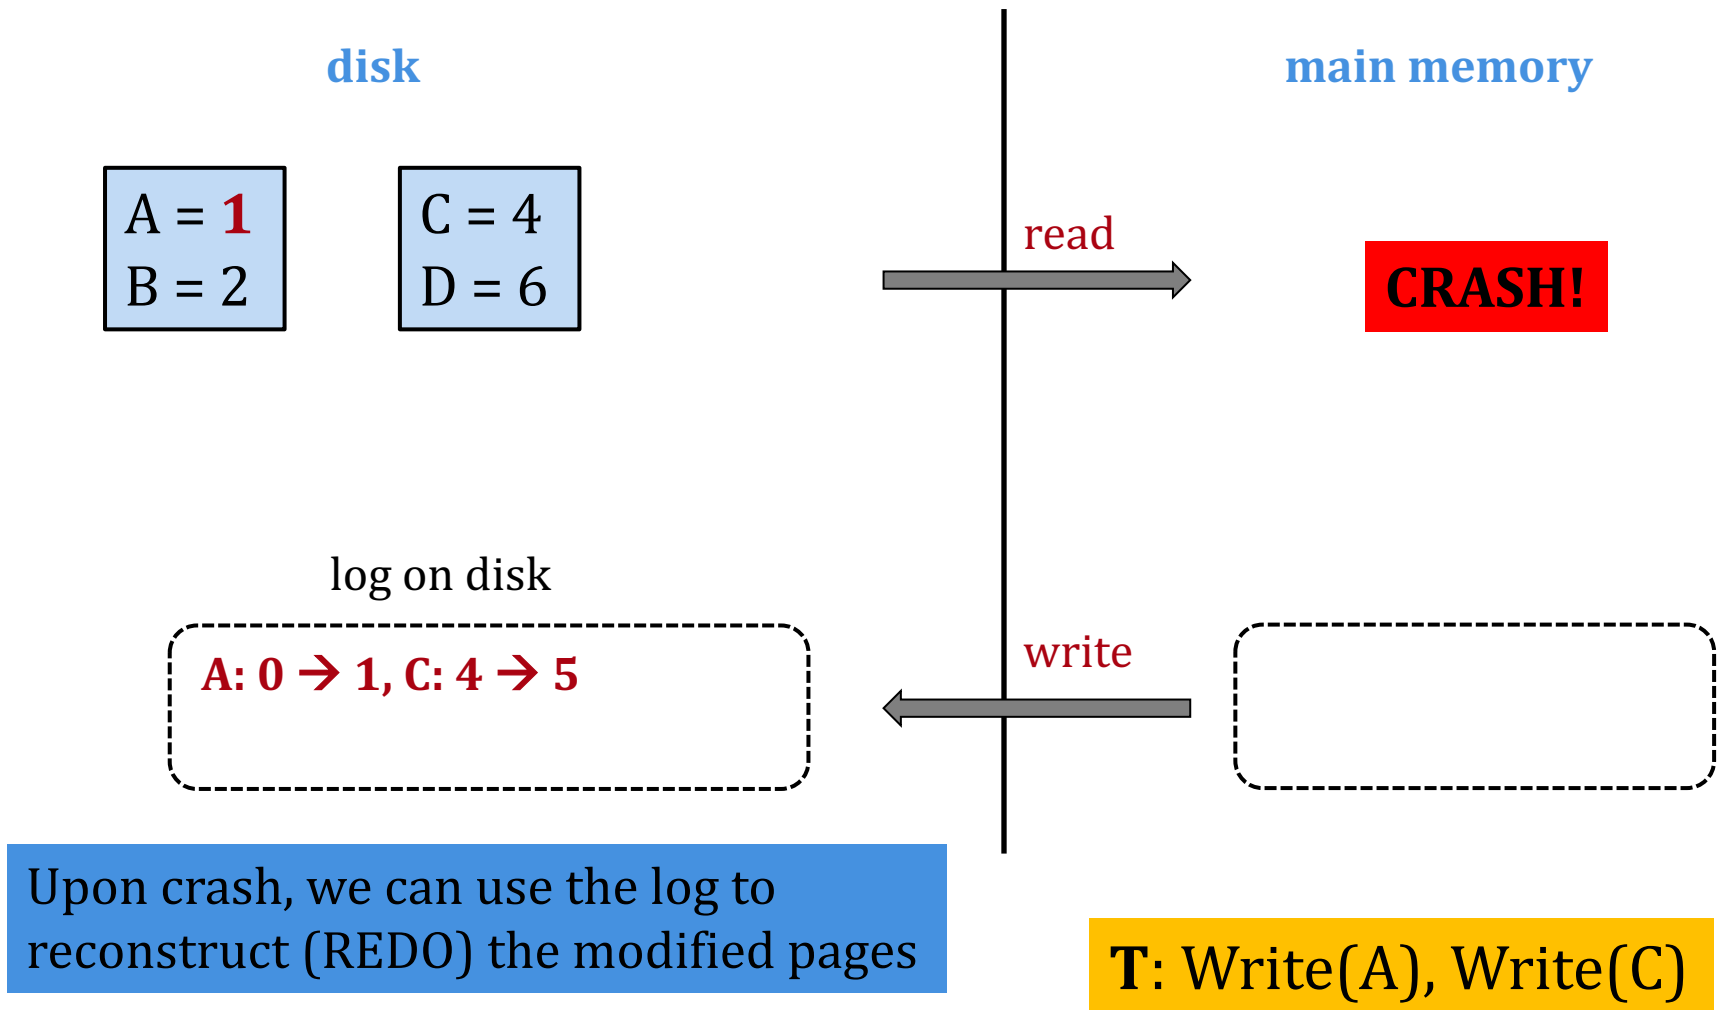 disk
main memory
A = 1
B = 2
C = 4
D = 6
read
CRASH!
log on disk
A: 0 → 1, C: 4 → 5
write
Upon crash, we can use the log to
reconstruct (REDO) the modified pages
T: Write(A), Write(C)